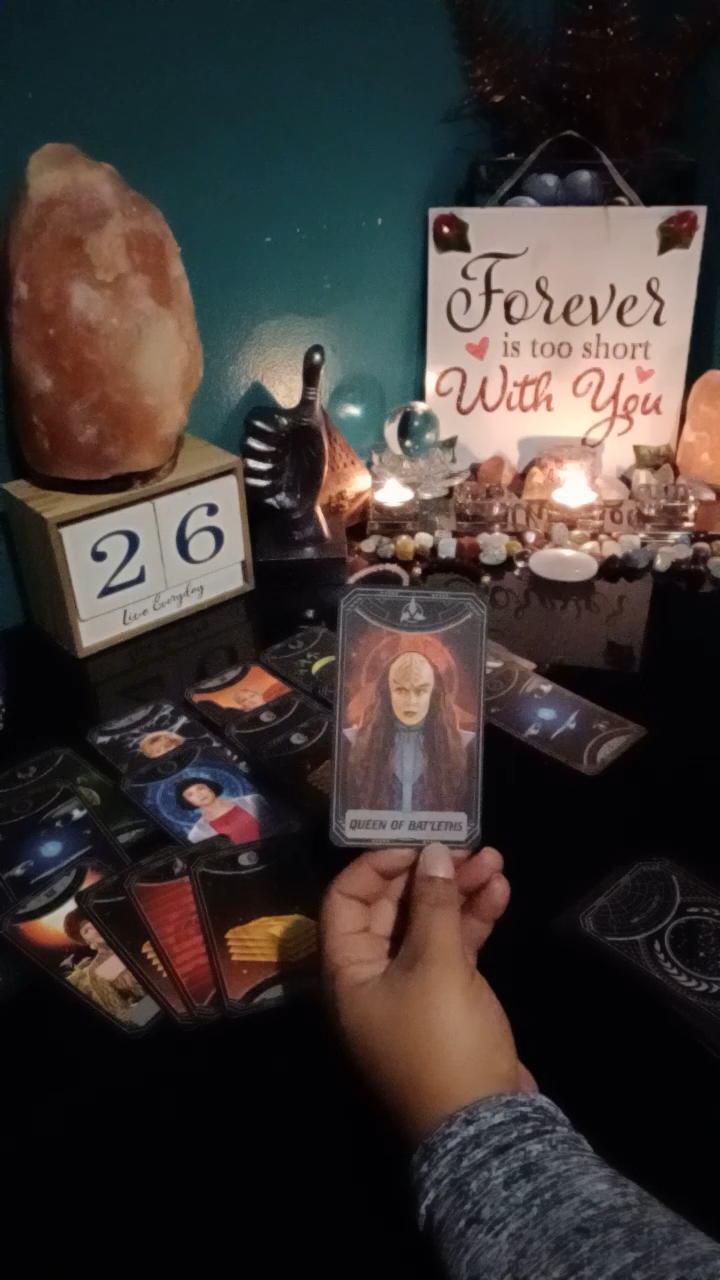 Forever
is too short
With You
26
Live Everyday
QUEEN OF BAT'LETHS